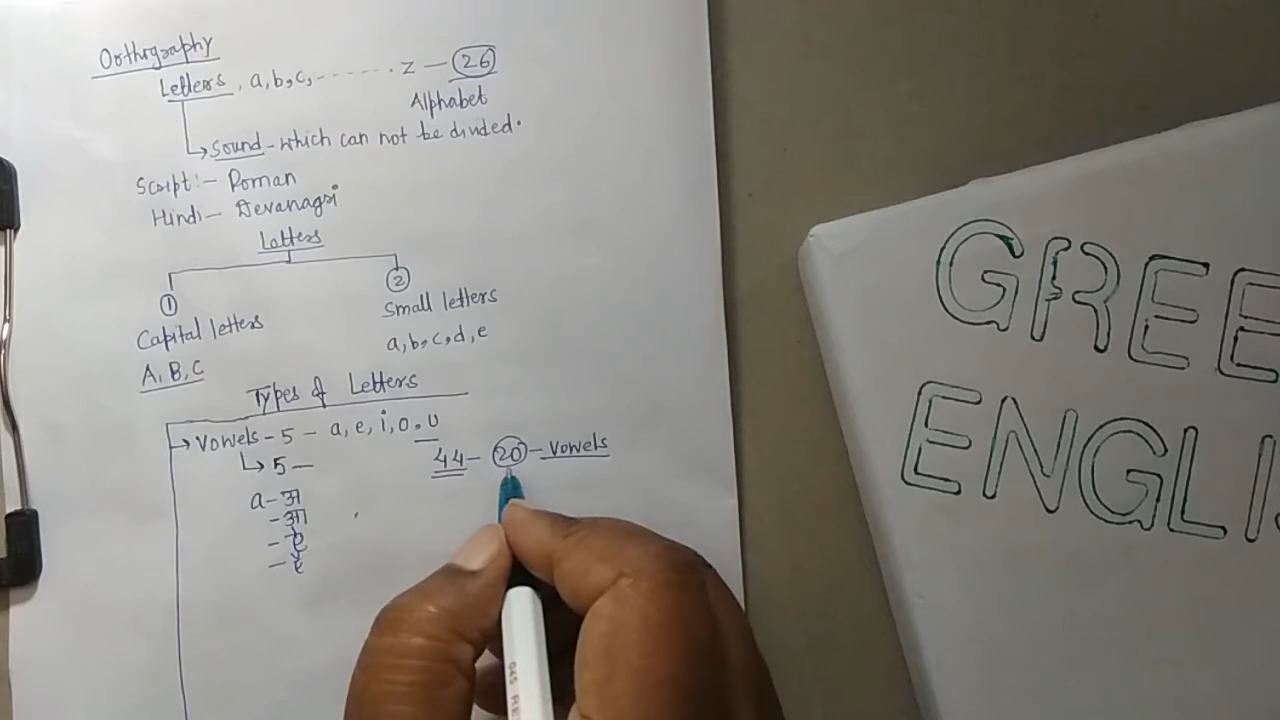 Orthography
Letters, a, b, c, - - - - - - . z - 26
Alphabet
Sound - which can not be divided.
Script:- Roman
Hindi - Devanagri
Letters
1 2
Capital letters Small letters
A, B, C a, b, c, d, e
Types of Letters
Vowels - 5 - a, e, i, o, u
5 - 44 - 20 - vowels
a - अ
- आ
- ऐ
- ए
GREE
ENGLI